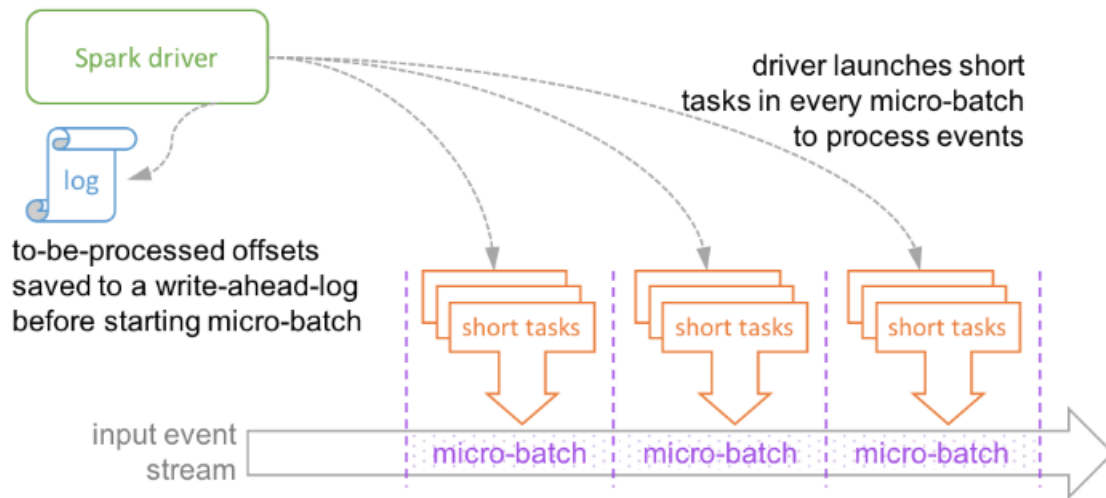 Spark driver
driver launches short
tasks in every micro-batch
to process events
log
to-be-processed offsets
saved to a write-ahead-log
before starting micro-batch
short tasks
short tasks
short tasks
input event
stream
micro-batch
micro-batch
micro-batch